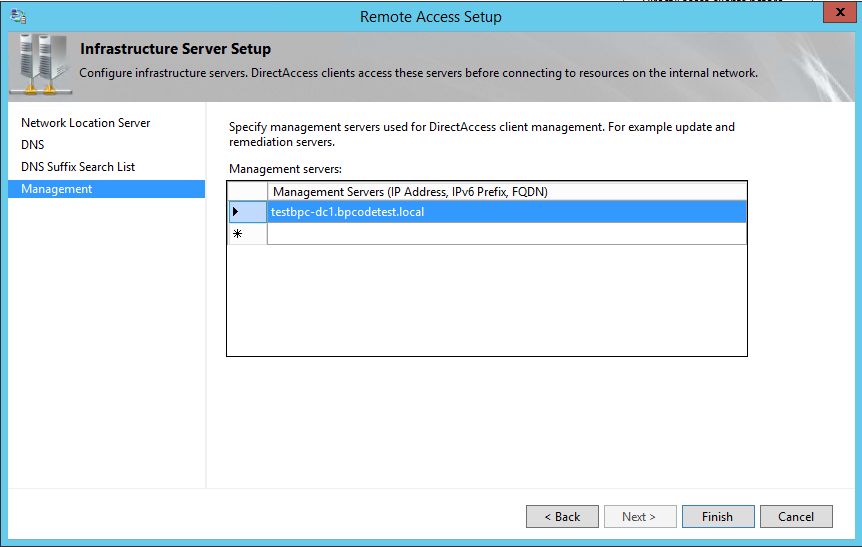 Remote Access Setup
x
Infrastructure Server Setup
Configure infrastructure servers. DirectAccess clients access these servers before connecting to resources on the internal network.
Network Location Server
DNS
DNS Suffix Search List
Management
Specify management servers used for DirectAccess client management. For example update and
remediation servers.
Management servers:
Management Servers (IP Address, IPv6 Prefix, FQDN)
testbpc-dc1.bpcodetest.local
< Back
Next >
Finish
Cancel